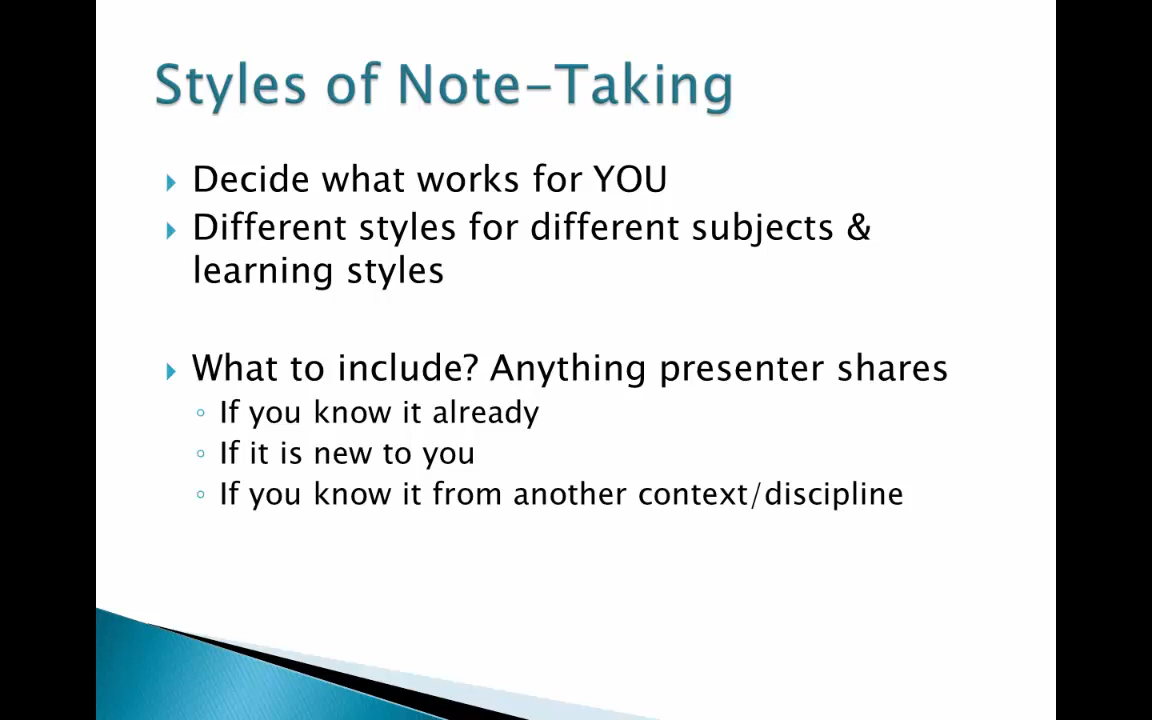 Styles of Note-Taking
Decide what works for YOU
Different styles for different subjects &
learning styles
What to include? Anything presenter shares
If you know it already
If it is new to you
If you know it from another context/discipline